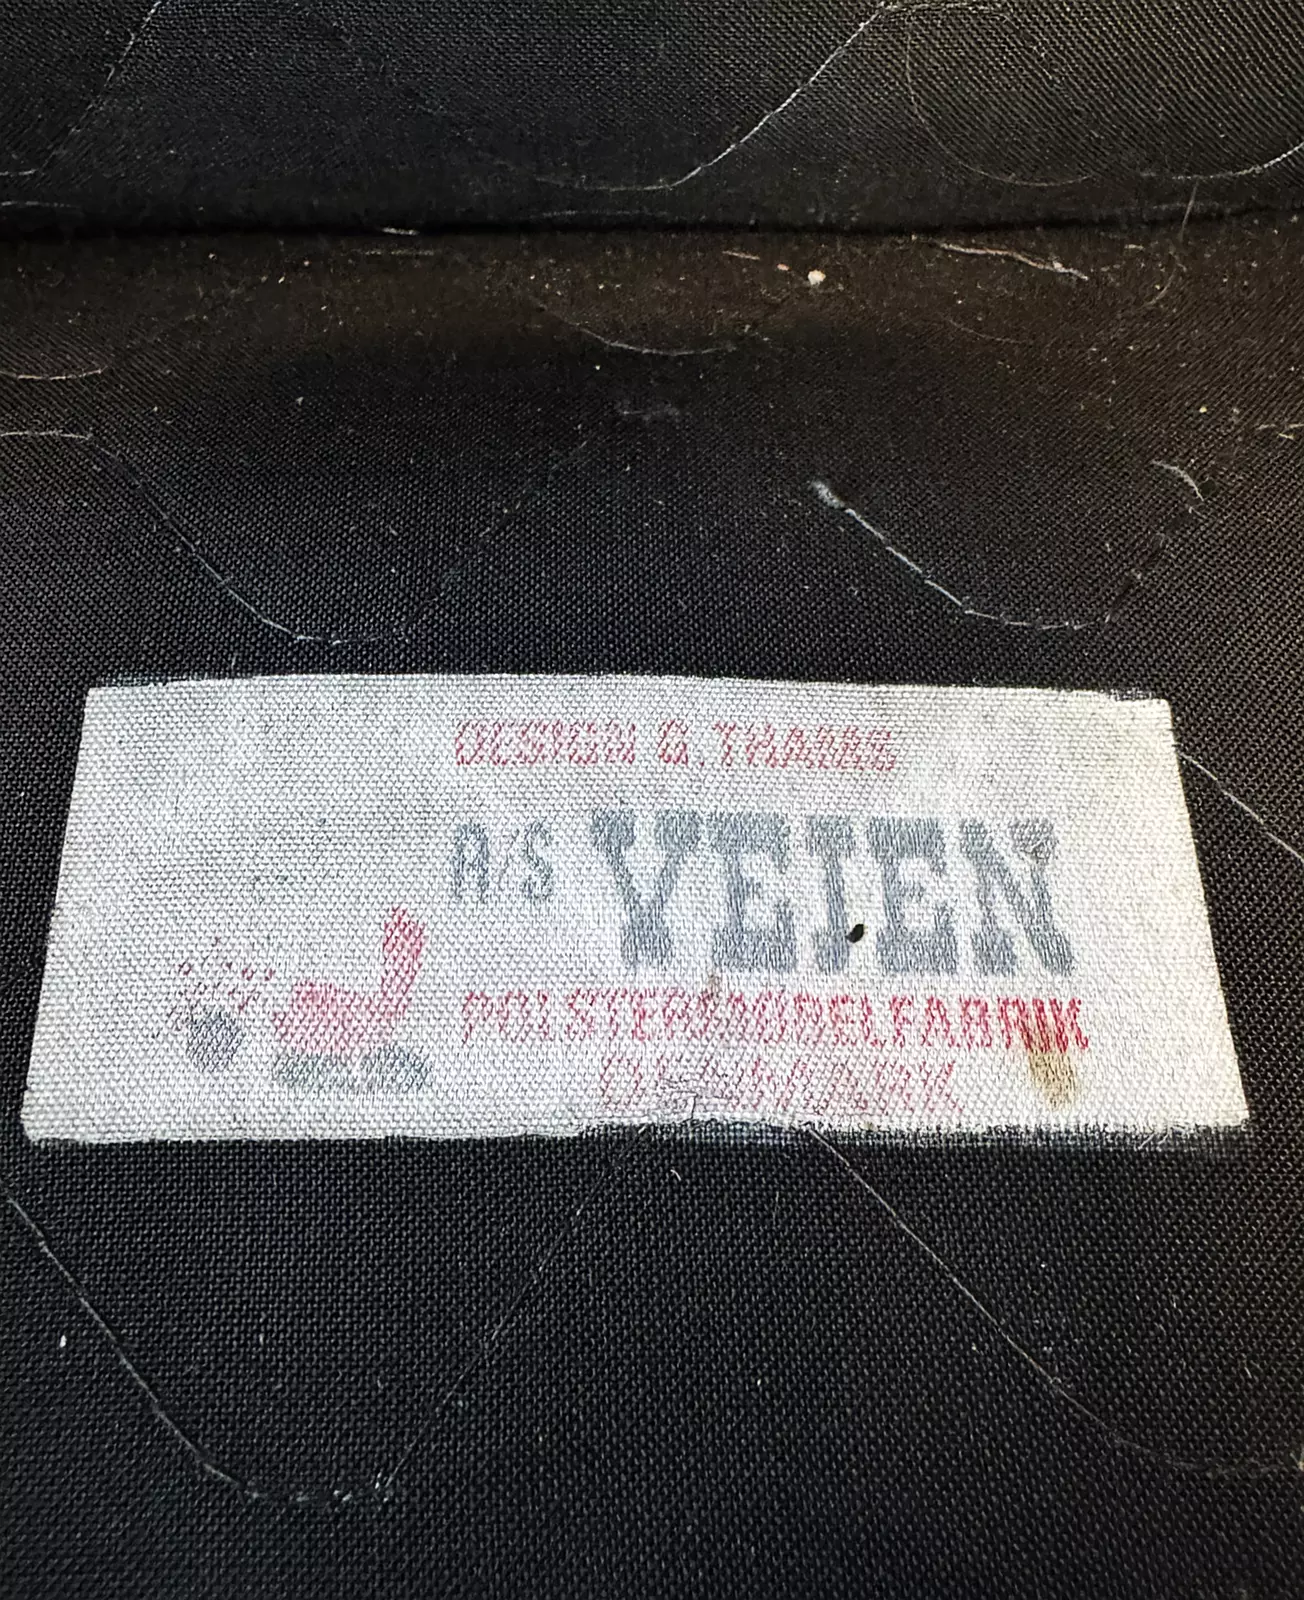 DESIGN G. THAMS
A/S VEJEN
POLSTERMØBELFABRIK
DENMARK